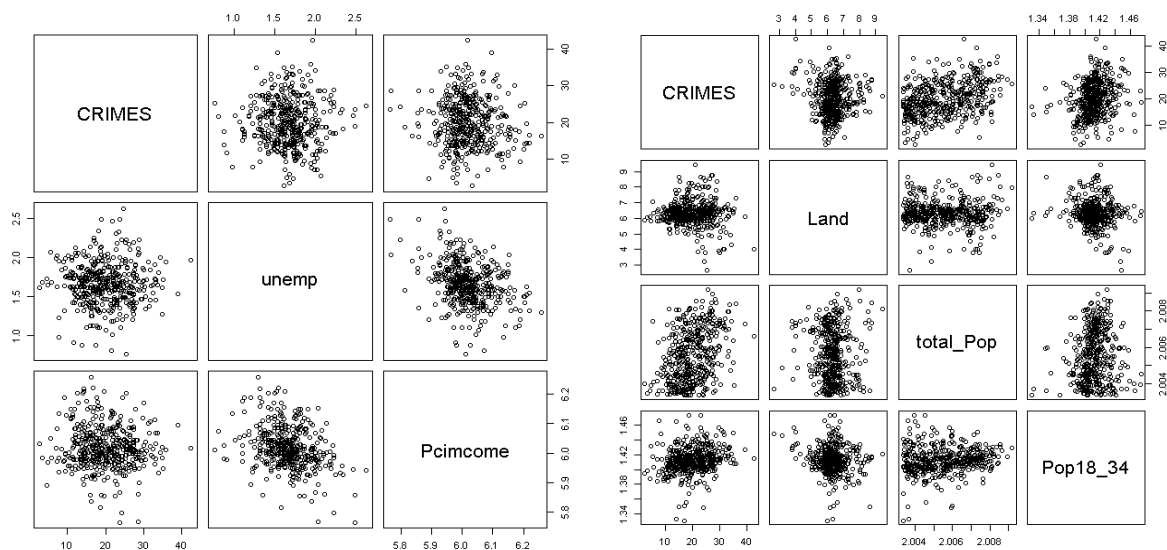 1.0 1.5 2.0 2.5
CRIMES
10 20 30 40
1.0 1.5 2.0 2.5
unemp
Pcimcome
5.8 5.9 6.0 6.1 6.2
10 20 30 40
5.8 5.9 6.0 6.1 6.2
3 4 5 6 7 8 9
1.34 1.38 1.42 1.46
CRIMES
10 20 30 40
3 4 5 6 7 8 9
Land
total_Pop
2.004 2.006 2.008
1.34 1.38 1.42 1.46
Pop18_34
10 20 30 40
2.004 2.006 2.008